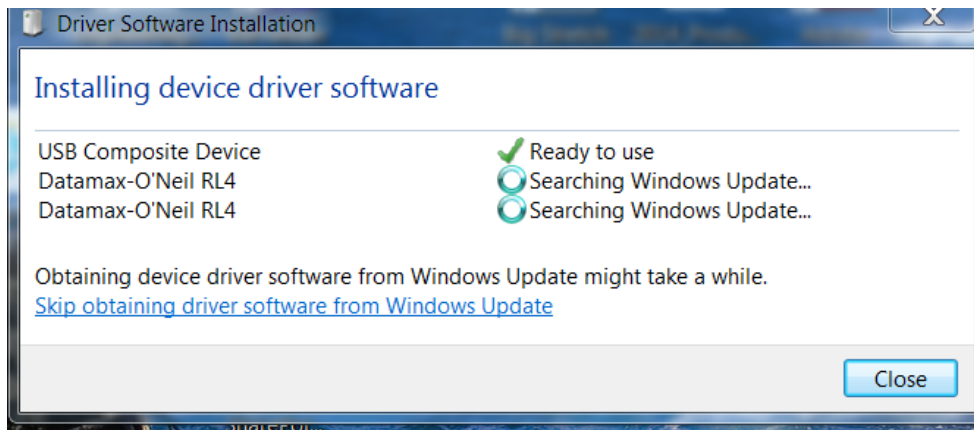 Driver Software Installation
Installing device driver software
USB Composite Device Ready to use
Datamax-O'Neil RL4 Searching Windows Update...
Datamax-O'Neil RL4 Searching Windows Update...
Obtaining device driver software from Windows Update might take a while.
Skip obtaining driver software from Windows Update
Close